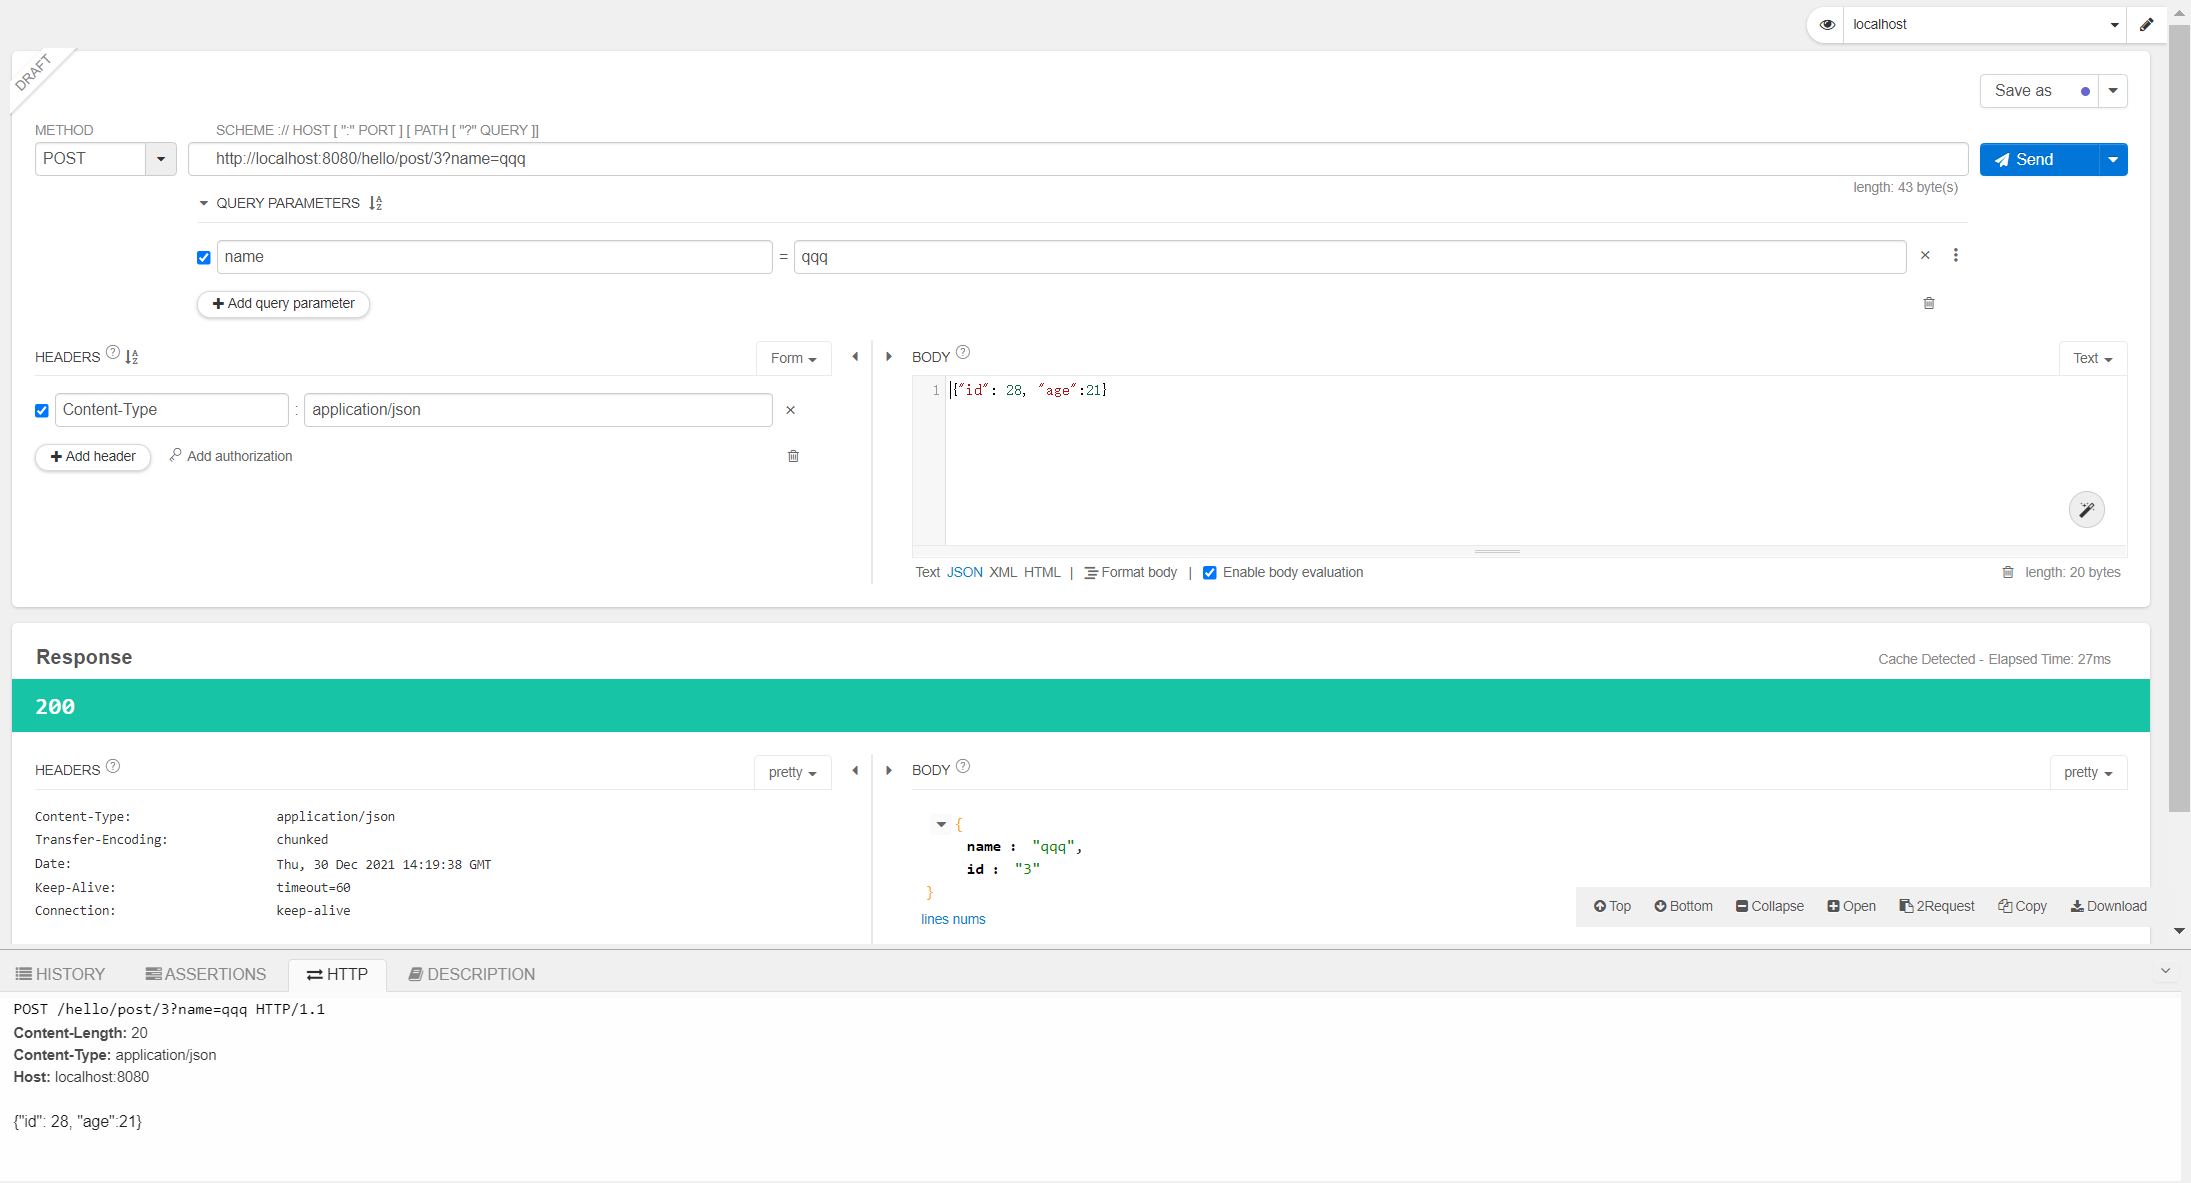 localhost
DRAFT
Save as
METHOD
SCHEME :// HOST [ ":" PORT ] [ PATH [ "?" QUERY ]]
POST
http://localhost:8080/hello/post/3?name=qqq
Send
length: 43 byte(s)
QUERY PARAMETERS
name = qqq
Add query parameter
HEADERS
Form
BODY
Text
Content-Type : application/json
1 {"id": 28, "age":21}
Add header
Add authorization
Text JSON XML HTML | Format body | Enable body evaluation
length: 20 bytes
Response
Cache Detected - Elapsed Time: 27ms
200
HEADERS
pretty
BODY
pretty
Content-Type: application/json
Transfer-Encoding: chunked
Date: Thu, 30 Dec 2021 14:19:38 GMT
Keep-Alive: timeout=60
Connection: keep-alive
{
name : "qqq",
id : "3"
}
lines nums
Top Bottom Collapse Open 2Request Copy Download
HISTORY ASSERTIONS HTTP DESCRIPTION
POST /hello/post/3?name=qqq HTTP/1.1
Content-Length: 20
Content-Type: application/json
Host: localhost:8080
{"id": 28, "age":21}